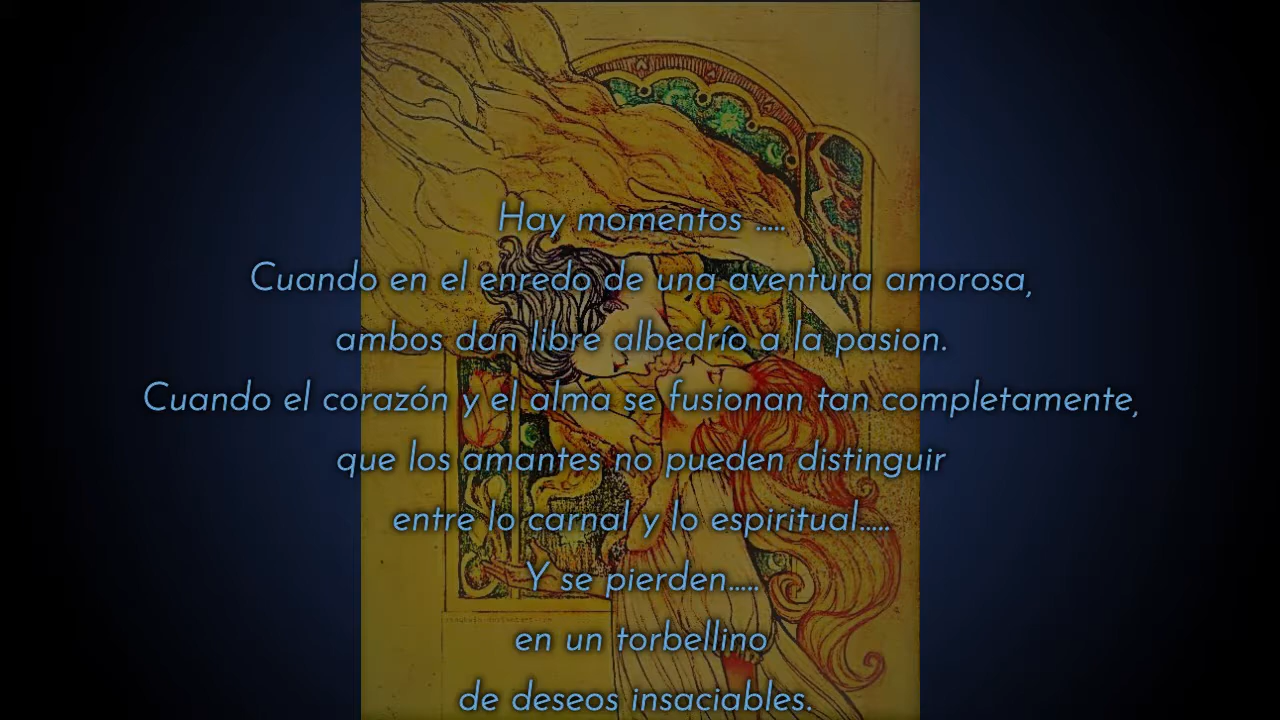 Hay momentos .....
Cuando en el enredo de una aventura amorosa,
ambos dan libre albedrío a la pasion.
Cuando el corazón y el alma se fusionan tan completamente,
que los amantes no pueden distinguir
entre lo carnal y lo espiritual.....
Y se pierden.....
en un torbellino
de deseos insaciables.